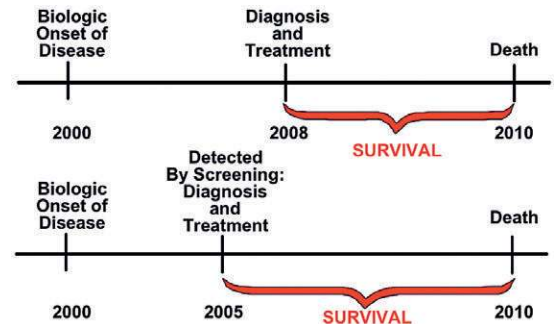 Biologic
Onset of
Disease
Diagnosis
and
Treatment
Death
2000
2008
2010
SURVIVAL
Detected
By Screening:
Diagnosis
and
Treatment
Biologic
Onset of
Disease
Death
2000
2005
2010
SURVIVAL